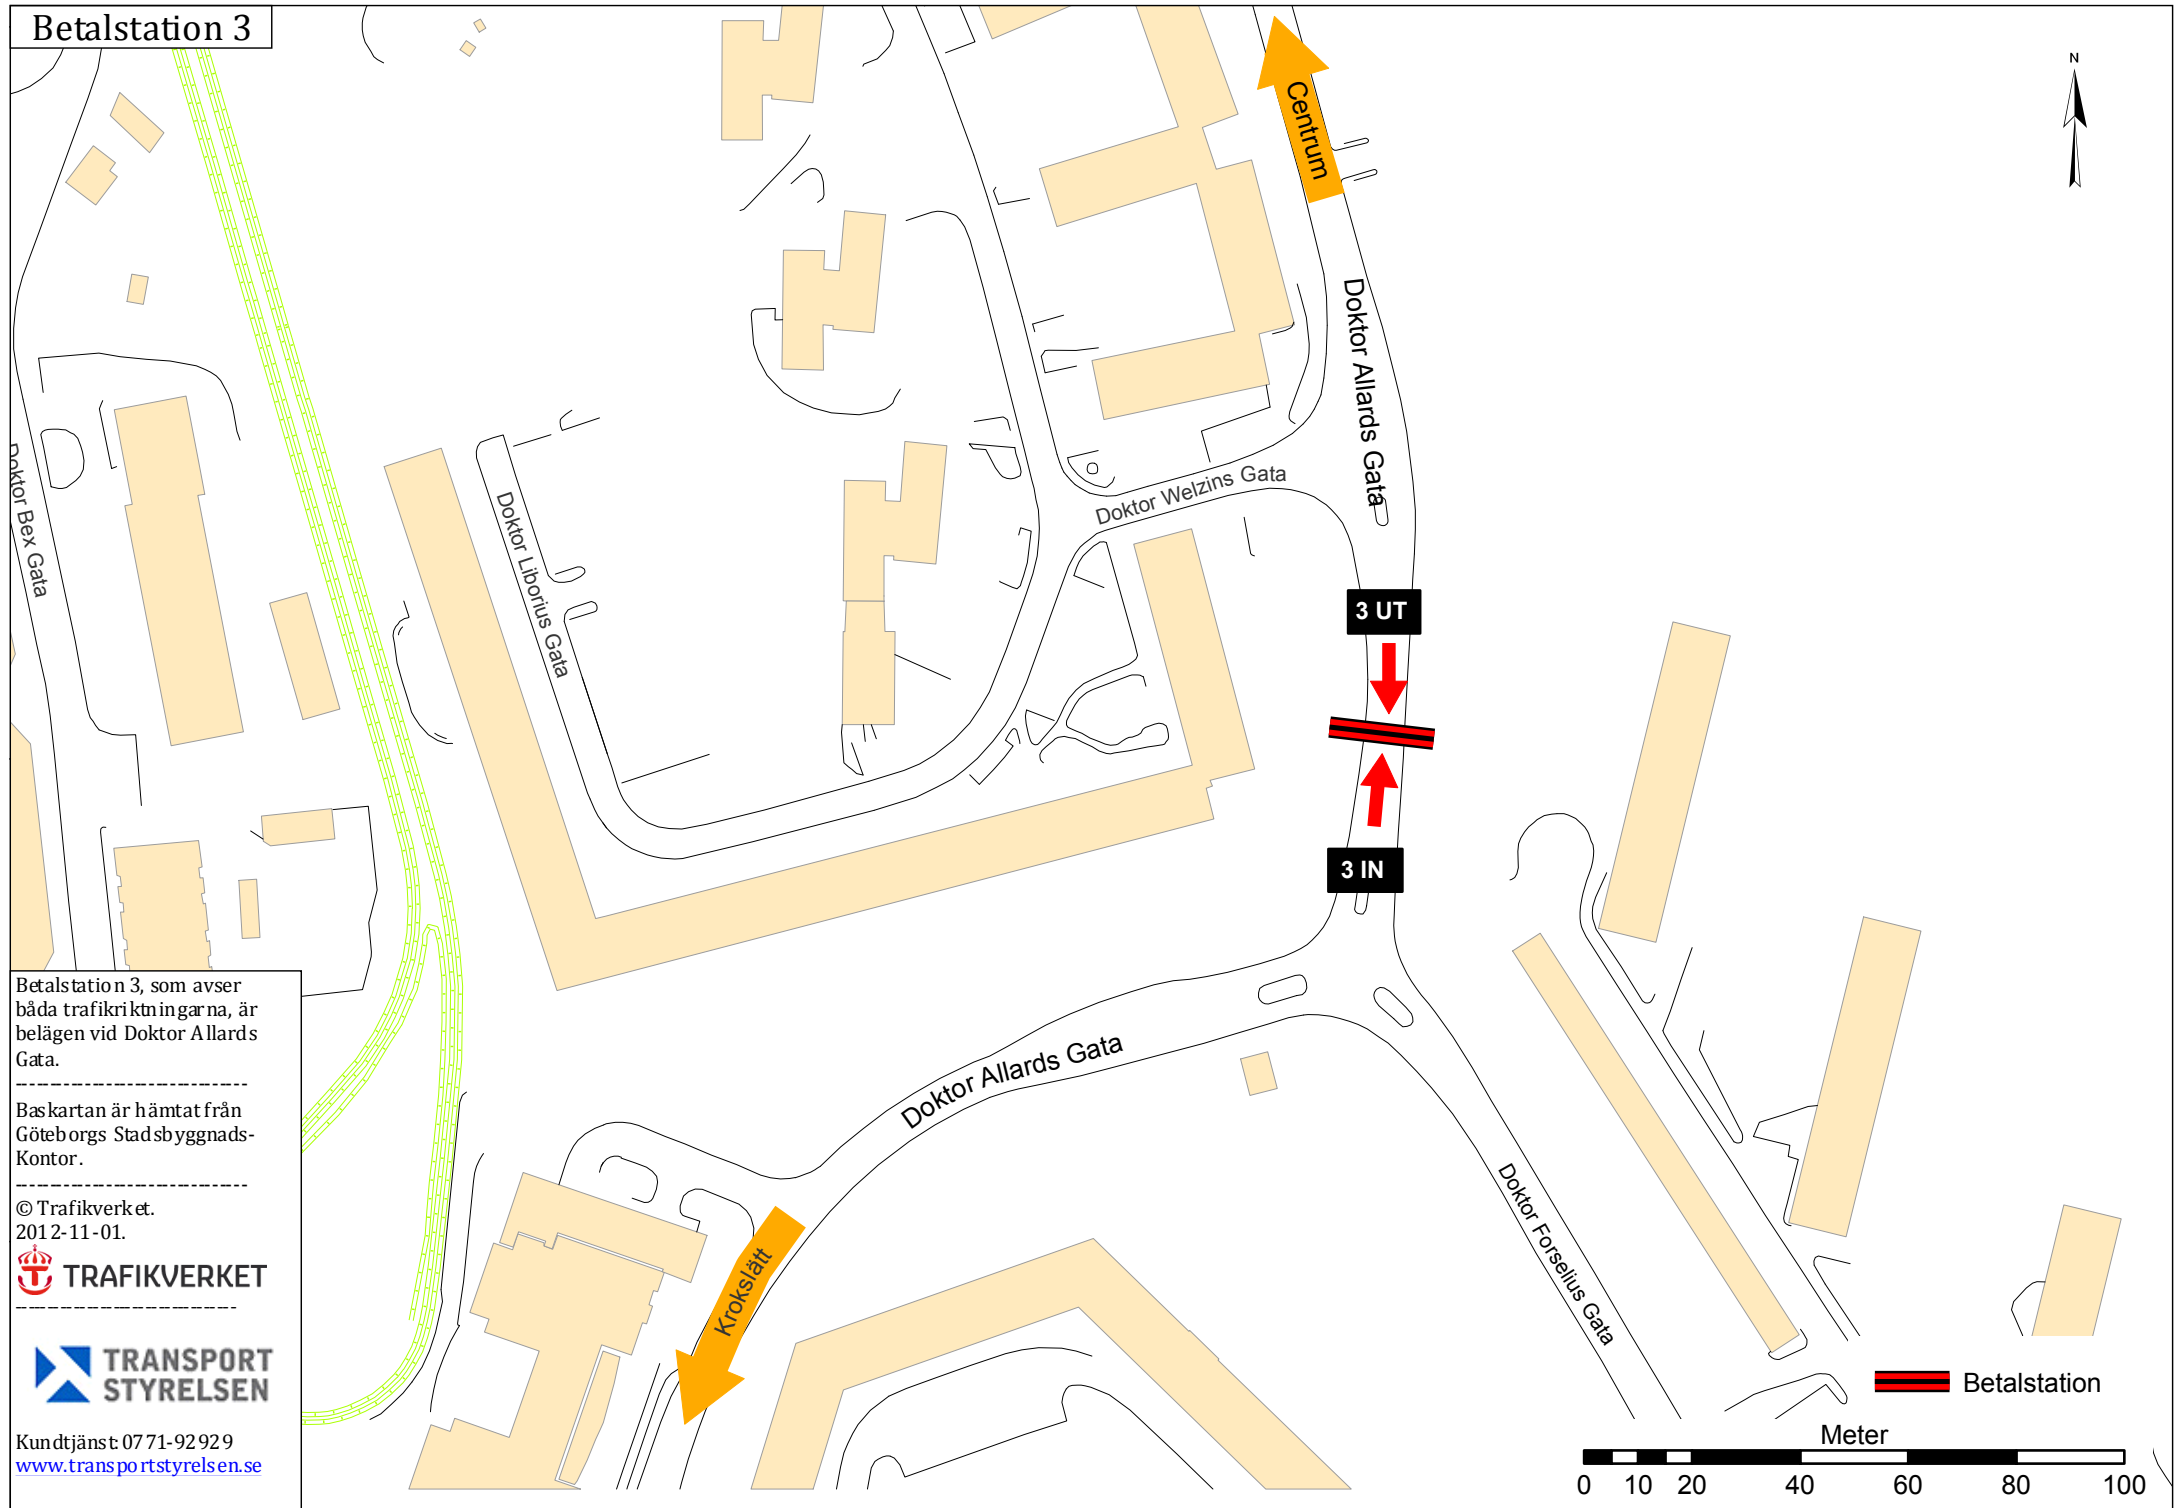 Betalstation 3
N
Centrum
Doktor Allards Gata
Doktor Welzins Gata
Doktor Liborius Gata
Doktor Bex Gata
3 UT
3 IN
Doktor Allards Gata
Doktor Forselius Gata
Krokslätt
Betalstation 3, som avser
båda trafikriktningarna, är
belägen vid Doktor Allards
Gata.
-------------------------------
Baskartan är hämtat från
Göteborgs Stadsbyggnads-
Kontor.
-------------------------------
© Trafikverket.
2012-11-01.
TRAFIKVERKET
------------------------------
TRANSPORT
STYRELSEN
Kundtjänst: 0771-92929
www.transportstyrelsen.se
Betalstation
Meter
0 10 20 40 60 80 100